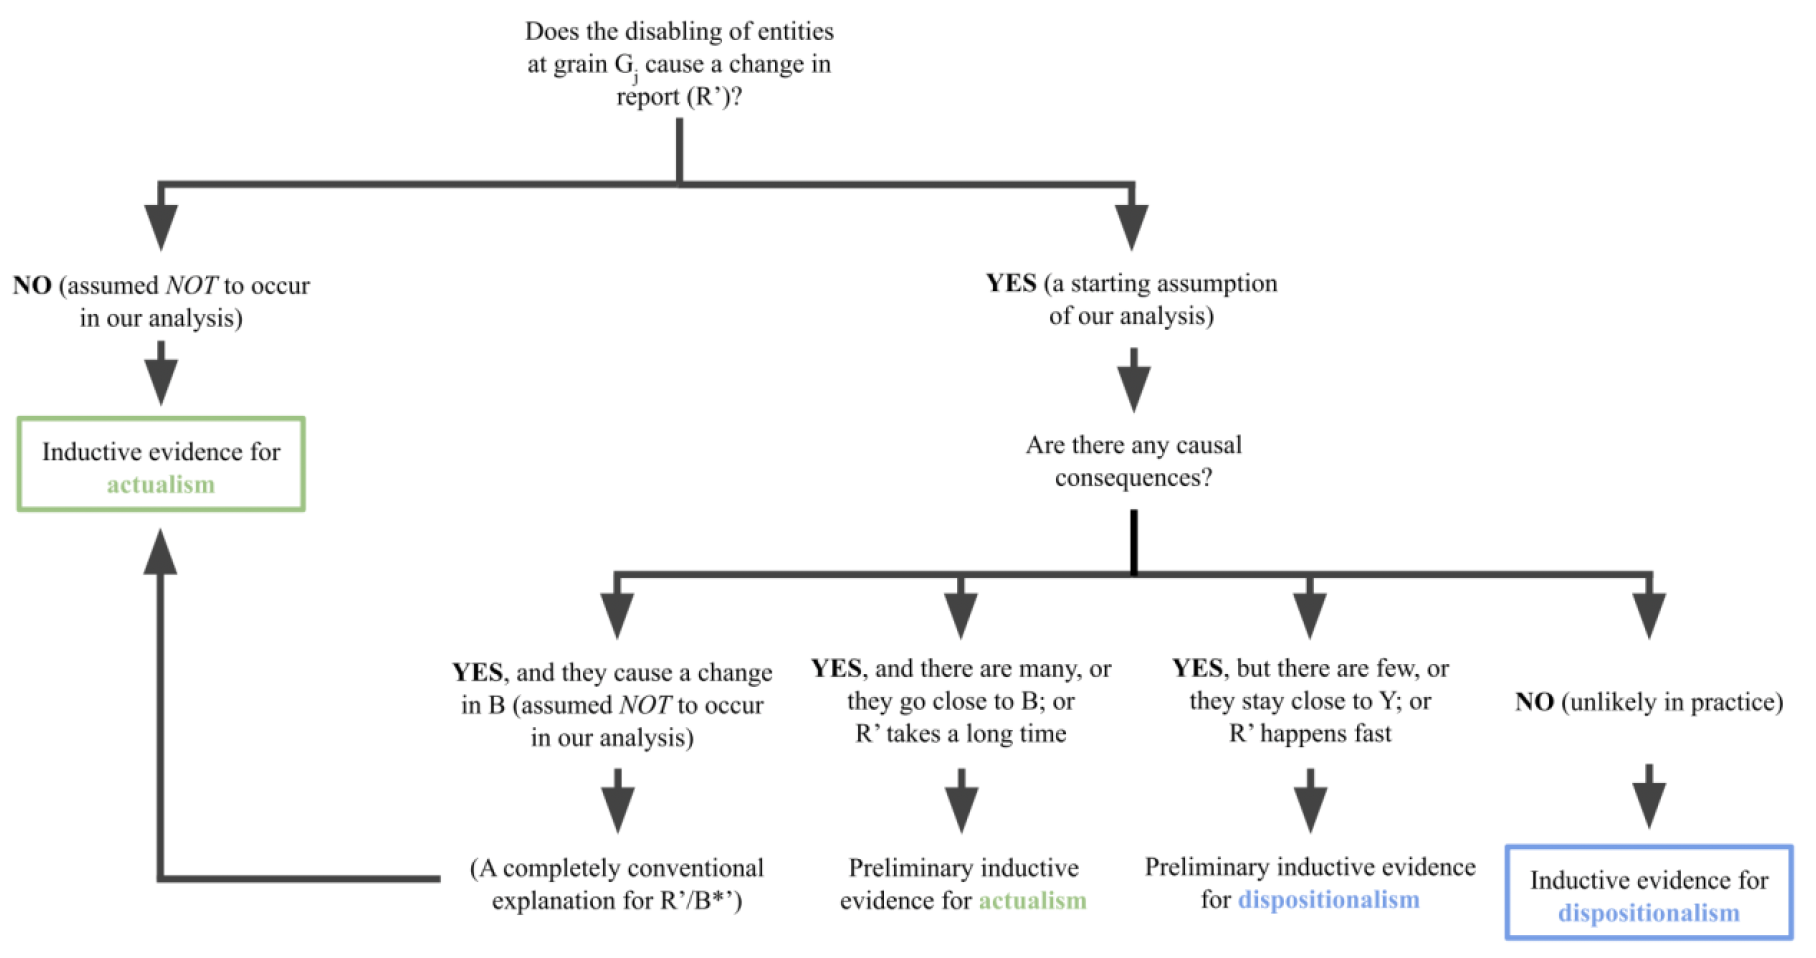 Does the disabling of entities
at grain Gj cause a change in
report (R’)?
NO (assumed NOT to occur
in our analysis)
YES (a starting assumption
of our analysis)
Inductive evidence for
actualism
Are there any causal
consequences?
YES, and they cause a change
in B (assumed NOT to occur
in our analysis)
YES, and there are many, or
they go close to B; or
R’ takes a long time
YES, but there are few, or
they stay close to Y; or
R’ happens fast
NO (unlikely in practice)
(A completely conventional
explanation for R’/B*’)
Preliminary inductive
evidence for actualism
Preliminary inductive evidence
for dispositionalism
Inductive evidence for
dispositionalism